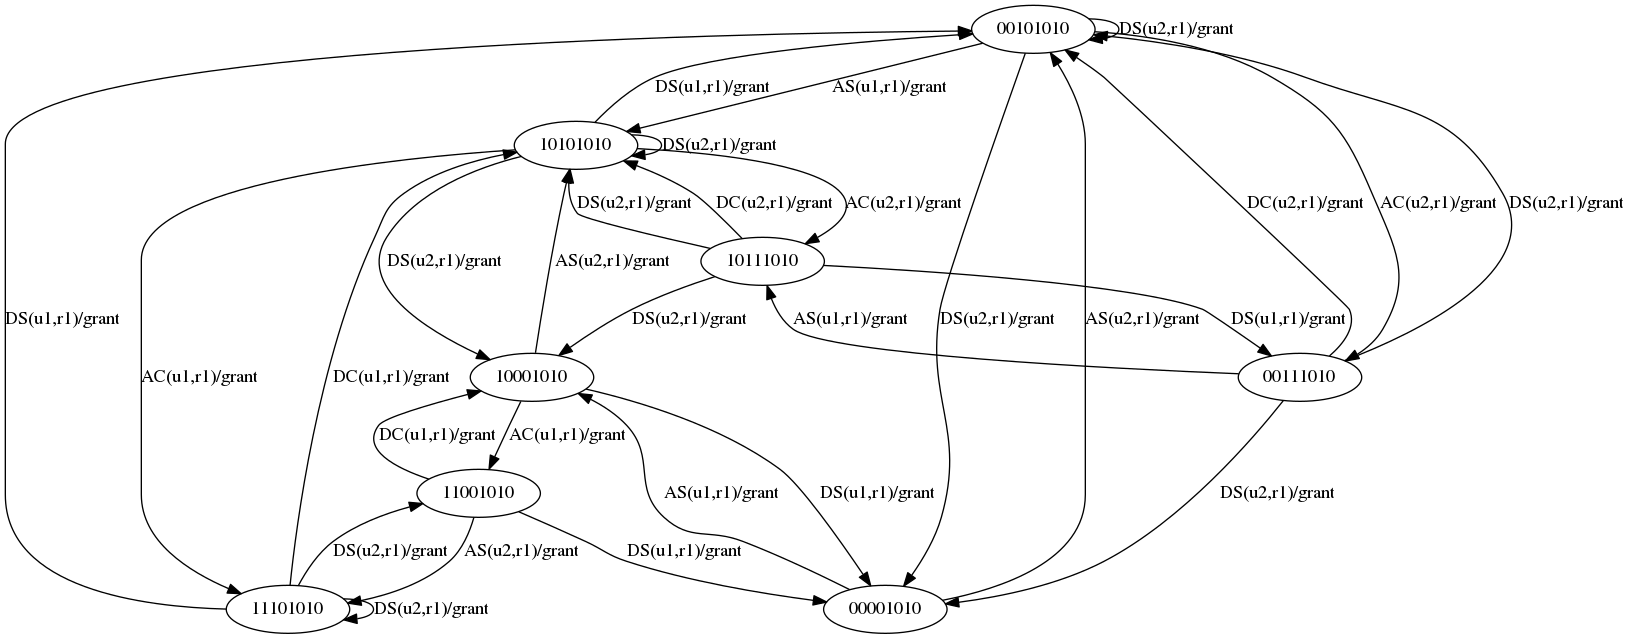 00101010
DS(u2,r1)/grant
DS(u1,r1)/grant
AS(u1,r1)/grant
10101010
DS(u2,r1)/grant
DS(u2,r1)/grant
DC(u2,r1)/grant
AC(u2,r1)/grant
DC(u2,r1)/grant
AC(u2,r1)/grant
DS(u2,r1)/grant
DS(u2,r1)/grant
AS(u2,r1)/grant
10111010
DS(u1,r1)/grant
DS(u2,r1)/grant
AS(u1,r1)/grant
DS(u2,r1)/grant
AS(u2,r1)/grant
DS(u1,r1)/grant
AC(u1,r1)/grant
DC(u1,r1)/grant
10001010
00111010
DC(u1,r1)/grant
AC(u1,r1)/grant
11001010
AS(u1,r1)/grant
DS(u1,r1)/grant
DS(u2,r1)/grant
DS(u2,r1)/grant
AS(u2,r1)/grant
DS(u1,r1)/grant
11101010
DS(u2,r1)/grant
00001010